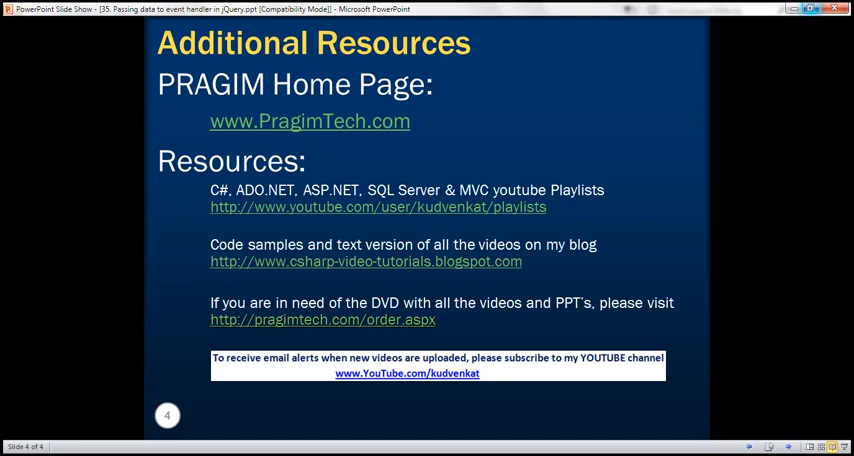 PowerPoint Slide Show - [35. Passing data to event handler in jQuery.ppt [Compatibility Mode]] - Microsoft PowerPoint
Additional Resources
PRAGIM Home Page:
www.PragimTech.com
Resources:
C#, ADO.NET, ASP.NET, SQL Server & MVC youtube Playlists
http://www.youtube.com/user/kudvenkat/playlists
Code samples and text version of all the videos on my blog
http://www.csharp-video-tutorials.blogspot.com
If you are in need of the DVD with all the videos and PPT's, please visit
http://pragimtech.com/order.aspx
To receive email alerts when new videos are uploaded, please subscribe to my YOUTUBE channel
www.YouTube.com/kudvenkat
4
Slide 4 of 4